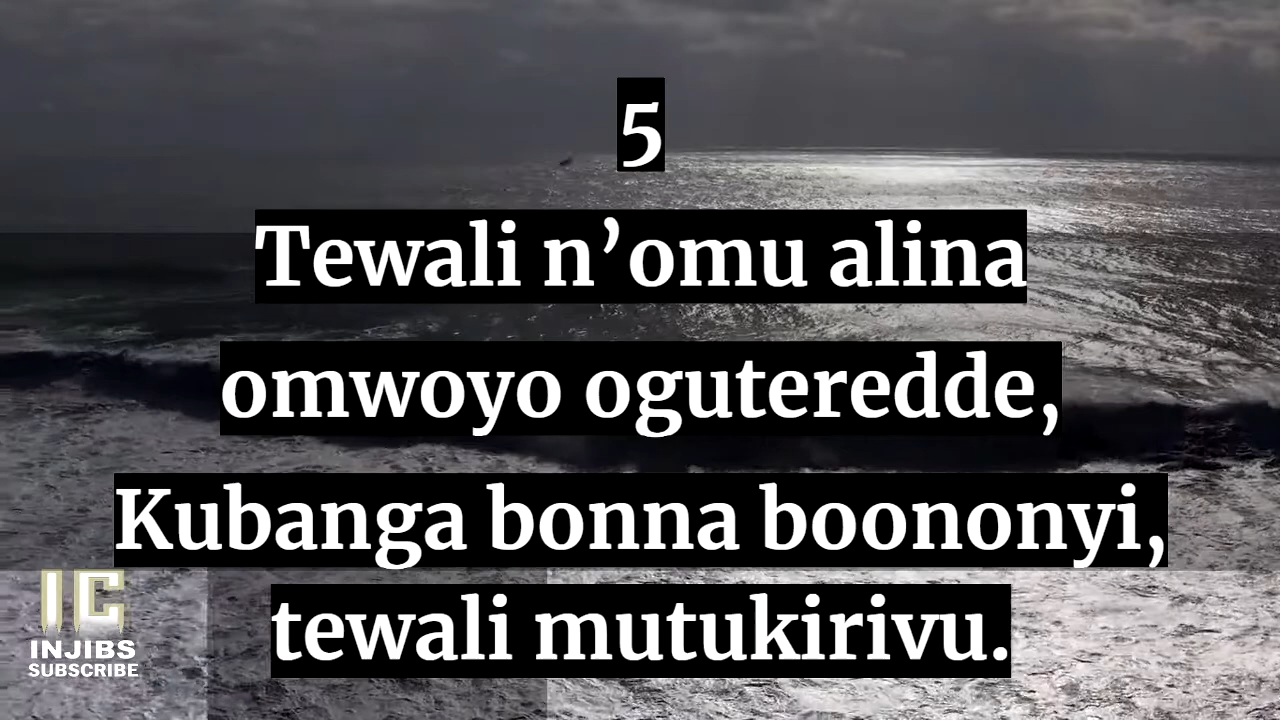 5
Tewali n’omu alina
omwoyo oguteredde,
Kubanga bonna boononyi,
tewali mutukirivu.
IC
INJIBS
SUBSCRIBE